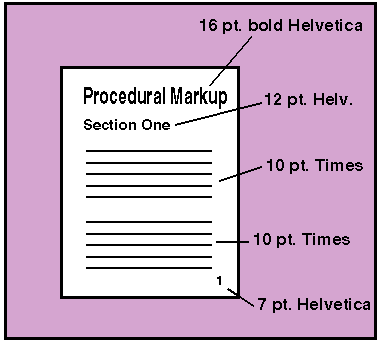 16 pt. bold Helvetica
Procedural Markup
12 pt. Helv.
Section One
10 pt. Times
10 pt. Times
1
7 pt. Helvetica